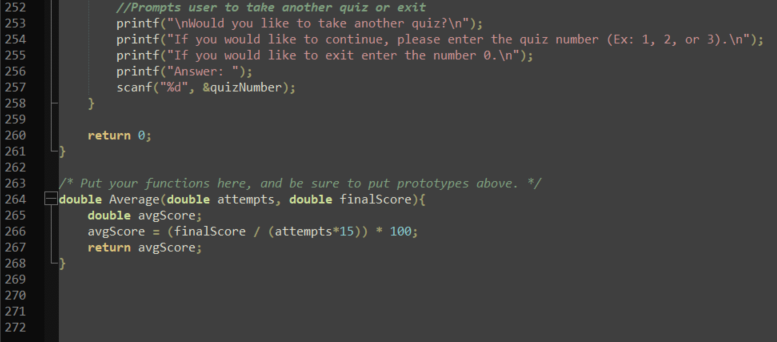 252 //Prompts user to take another quiz or exit
253 printf("\nWould you like to take another quiz?\n");
254 printf("If you would like to continue, please enter the quiz number (Ex: 1, 2, or 3).\n");
255 printf("If you would like to exit enter the number 0.\n");
256 printf("Answer: ");
257 scanf("%d", &quizNumber);
258 }
259
260 return 0;
261 }
262
263 /* Put your functions here, and be sure to put prototypes above. */
264 double Average(double attempts, double finalScore){
265 double avgScore;
266 avgScore = (finalScore / (attempts*15)) * 100;
267 return avgScore;
268 }
269
270
271
272